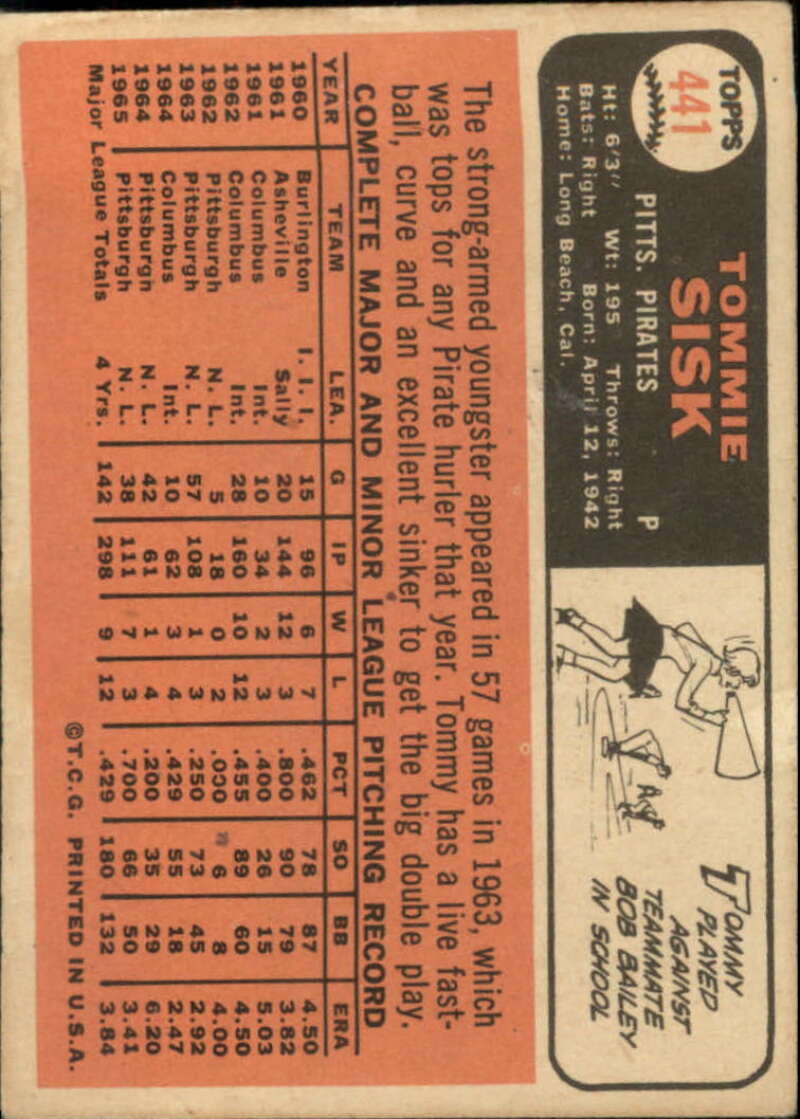 TOPPS
441
TOMMIE
SISK
PITTS. PIRATES P
Ht: 6'3" Wt: 195 Throws: Right
Bats: Right Born: April 12, 1942
Home: Long Beach, Cal.
TOMMY
PLAYED
AGAINST
TEAMMATE
BOB BAILEY
IN SCHOOL
The strong-armed youngster appeared in 57 games in 1963, which
was tops for any Pirate hurler that year. Tommy has a live fast-
ball, curve and an excellent sinker to get the big double play.
COMPLETE MAJOR AND MINOR LEAGUE PITCHING RECORD
YEAR TEAM LEA. G IP W L PCT SO BB ERA
1960 Burlington I. I. I. 15 96 6 7 .462 78 87 4.50
1961 Asheville Sally 20 144 12 3 .800 90 79 3.82
1961 Columbus Int. 10 34 2 3 .400 26 15 5.03
1962 Columbus Int. 28 160 10 12 .455 89 60 4.50
1962 Pittsburgh N. L. 5 18 0 2 .000 6 8 4.00
1963 Pittsburgh N. L. 57 108 1 3 .250 73 45 2.92
1964 Columbus Int. 10 62 3 4 .429 55 18 2.47
1964 Pittsburgh N. L. 42 61 1 4 .200 35 29 6.20
1965 Pittsburgh N. L. 38 111 7 3 .700 66 50 3.41
Major League Totals 4 Yrs. 142 298 9 12 .429 180 132 3.84
©T.C.G. PRINTED IN U.S.A.